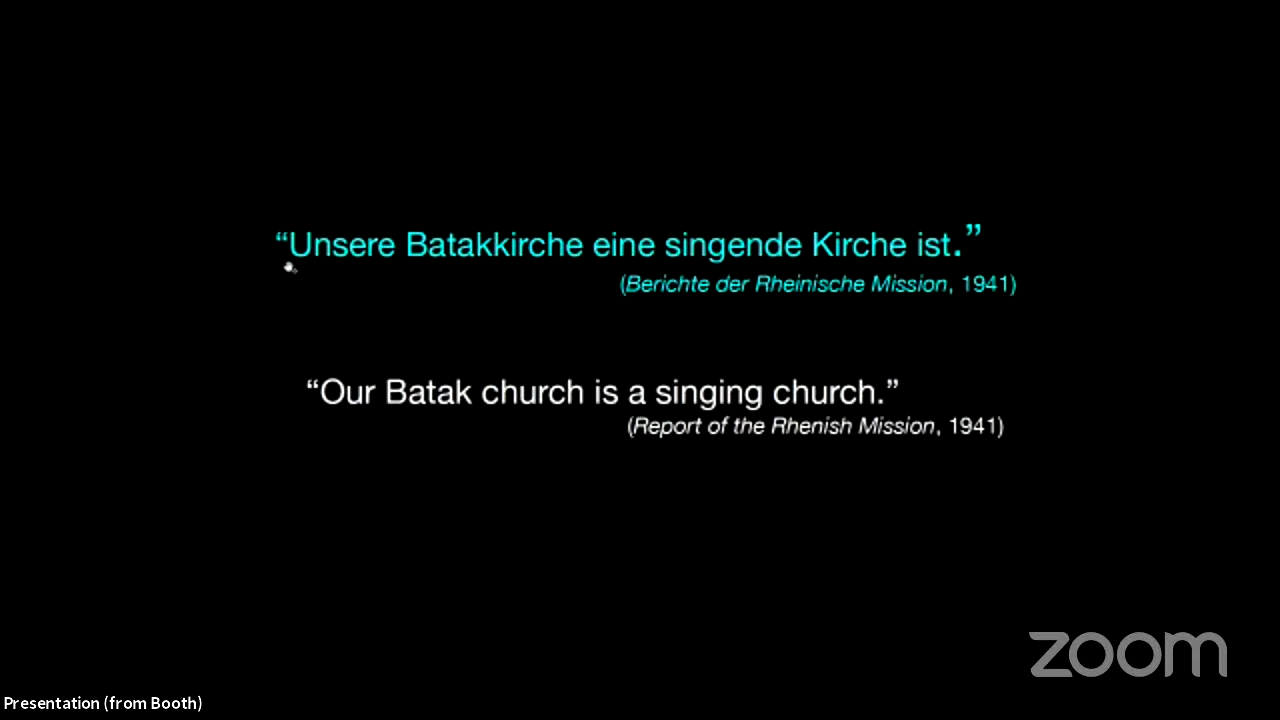 “Unsere Batakkirche eine singende Kirche ist.”
(Berichte der Rheinische Mission, 1941)
“Our Batak church is a singing church.”
(Report of the Rhenish Mission, 1941)
zoom
Presentation (from Booth)